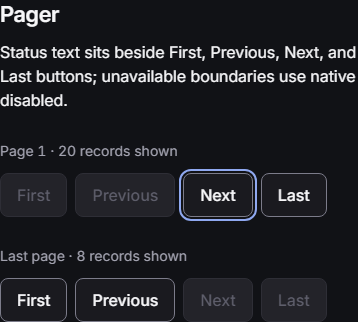 Pager
Status text sits beside First, Previous, Next, and
Last buttons; unavailable boundaries use native
disabled.
Page 1 · 20 records shown
First Previous Next Last
Last page · 8 records shown
First Previous Next Last